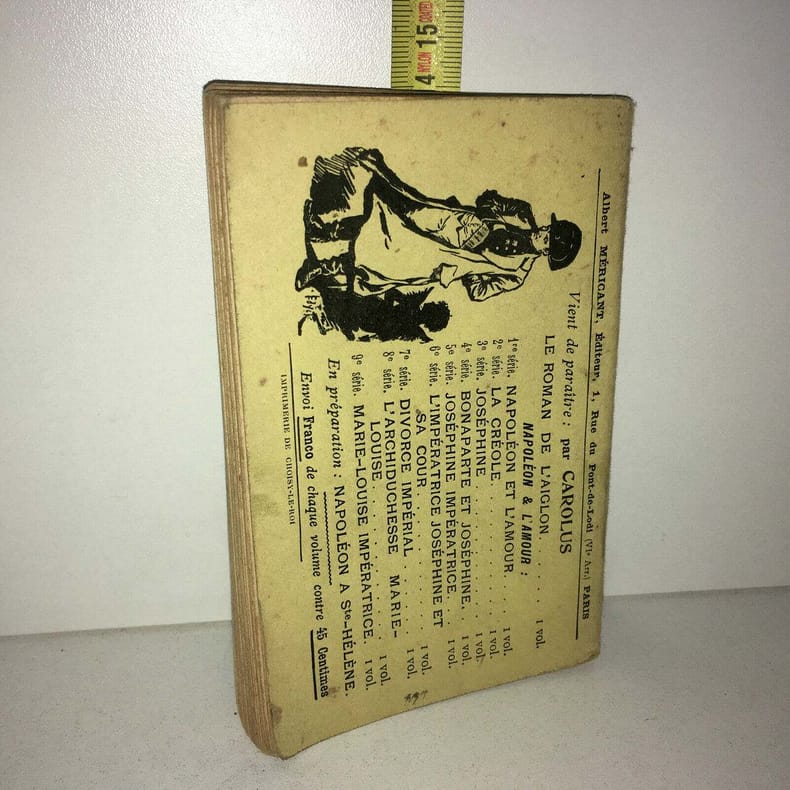 Albert MÉRICANT, Éditeur, 1, Rue du Pont-de-Lodi (VIe Arr.) PARIS
Vient de paraître : par CAROLUS
LE ROMAN DE L'AIGLON. . . . . 1 vol.
NAPOLÉON & L'AMOUR :
1re série. NAPOLÉON ET L'AMOUR. . . . 1 vol.
2e série. LA CRÉOLE. . . . . . . . 1 vol.
3e série. JOSÉPHINE. . . . . . . . 1 vol.
4e série. BONAPARTE ET JOSÉPHINE. . 1 vol.
5e série. JOSÉPHINE IMPÉRATRICE. . . 1 vol.
6e série. L'IMPÉRATRICE JOSÉPHINE ET
SA COUR . . . . . . . . 1 vol.
7e série. DIVORCE IMPÉRIAL . . . . . 1 vol.
8e série. L'ARCHIDUCHESSE MARIE-
LOUISE. . . . . . . . . 1 vol.
9e série. MARIE-LOUISE IMPÉRATRICE. 1 vol.
En préparation : NAPOLÉON A Ste-HÉLÈNE.
Envoi Franco de chaque volume contre 45 Centimes
IMPRIMERIE DE CHOISY-LE-ROI
15
4